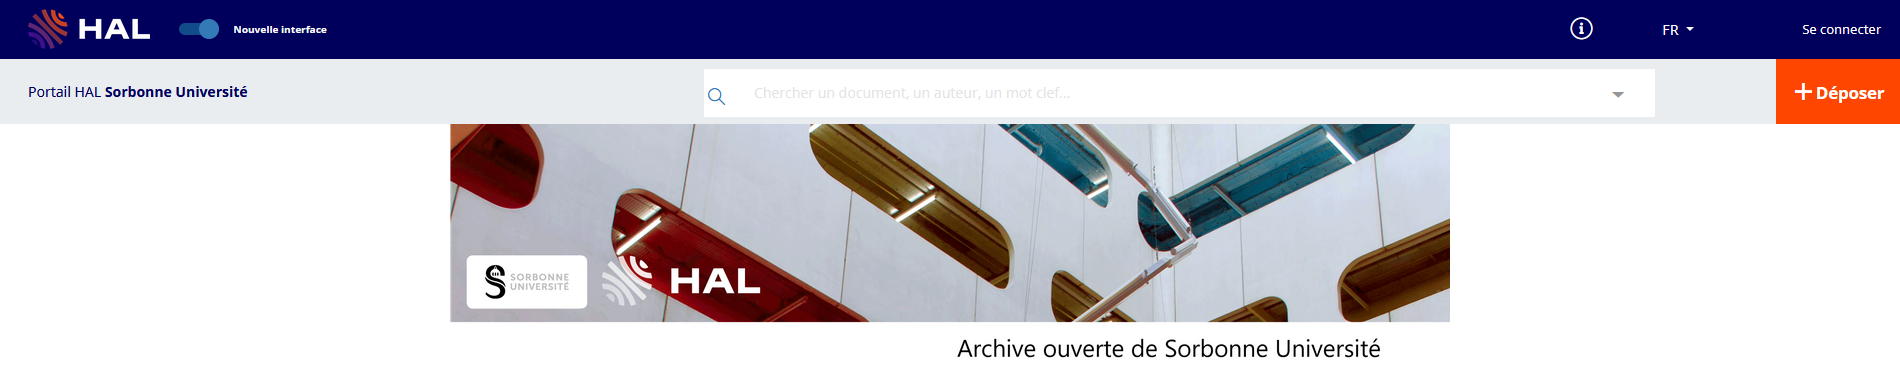 HAL
Nouvelle interface
FR
Se connecter
Portail HAL Sorbonne Université
Chercher un document, un auteur, un mot clef...
+ Déposer
SORBONNE
UNIVERSITÉ
HAL
Archive ouverte de Sorbonne Université